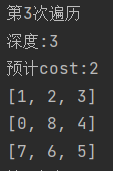 第3次遍历
深度:3
预计cost:2
[1, 2, 3]
[0, 8, 4]
[7, 6, 5]